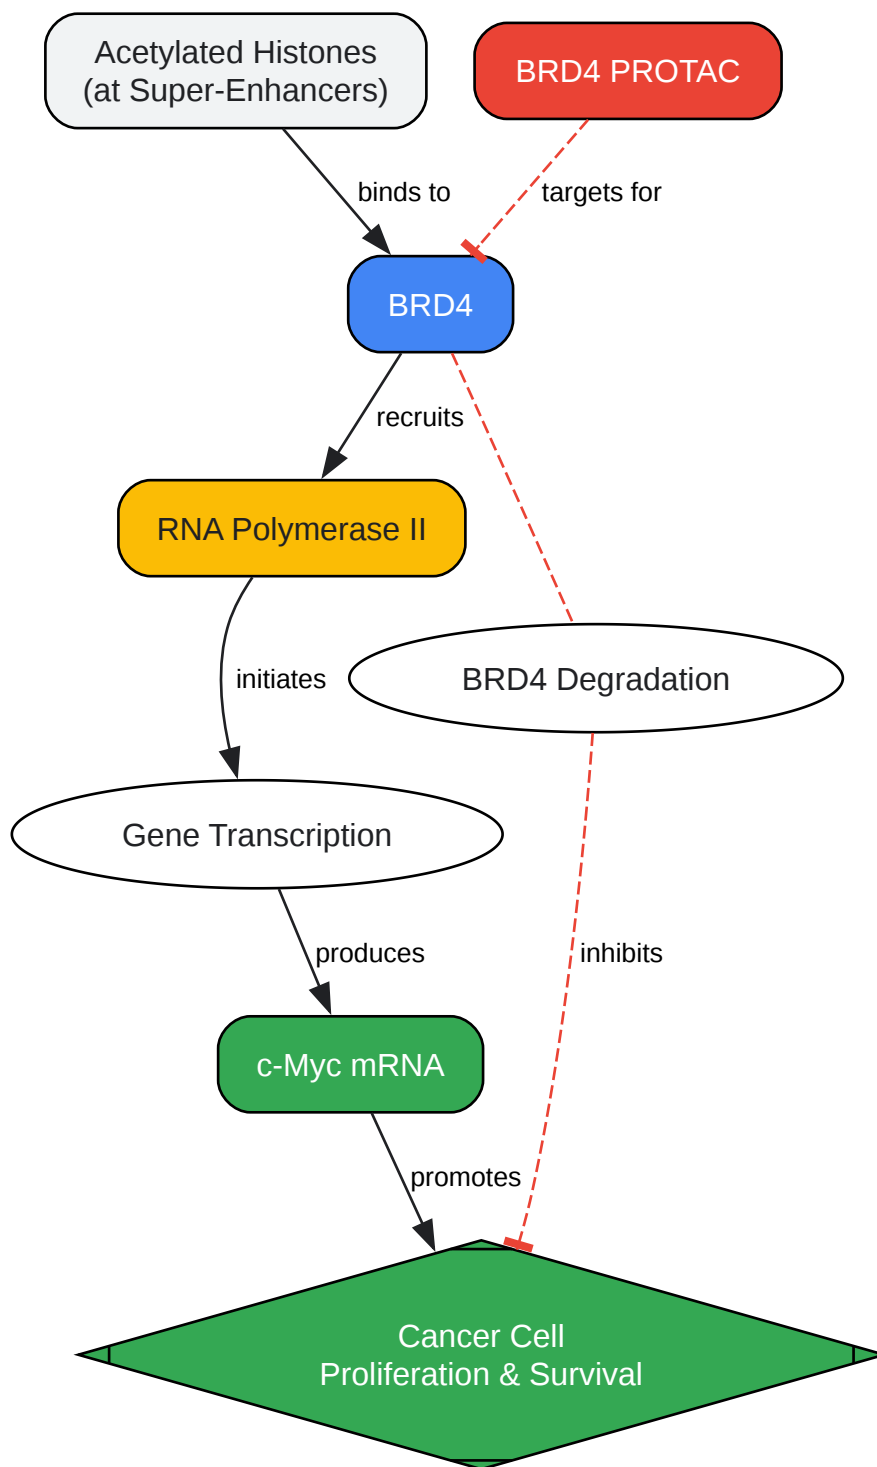 Acetylated Histones
(at Super-Enhancers)
BRD4 PROTAC
binds to
targets for
BRD4
recruits
RNA Polymerase II
initiates
BRD4 Degradation
Gene Transcription
produces
inhibits
c-Myc mRNA
promotes
Cancer Cell
Proliferation & Survival